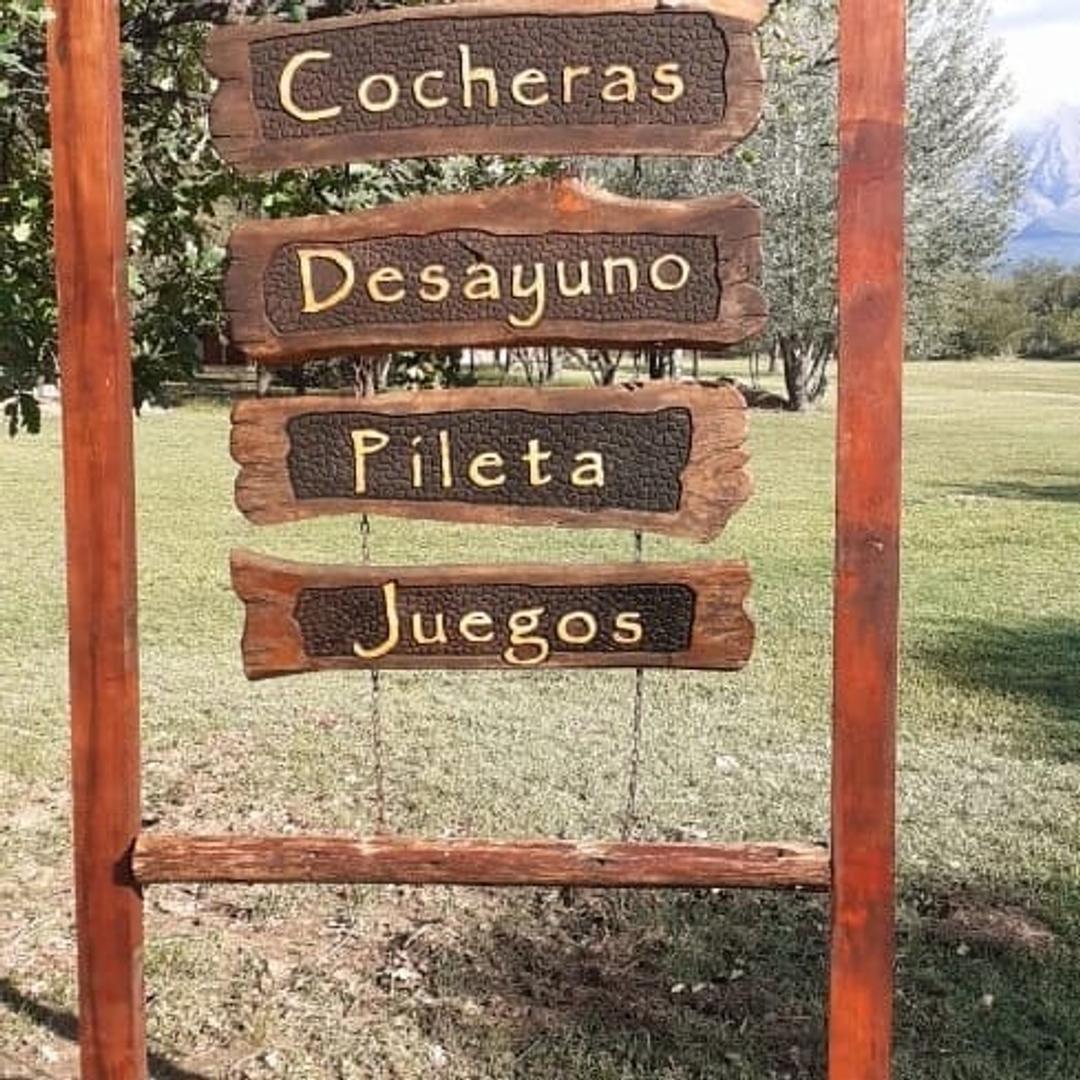 Cocheras
Desayuno
Pileta
Juegos